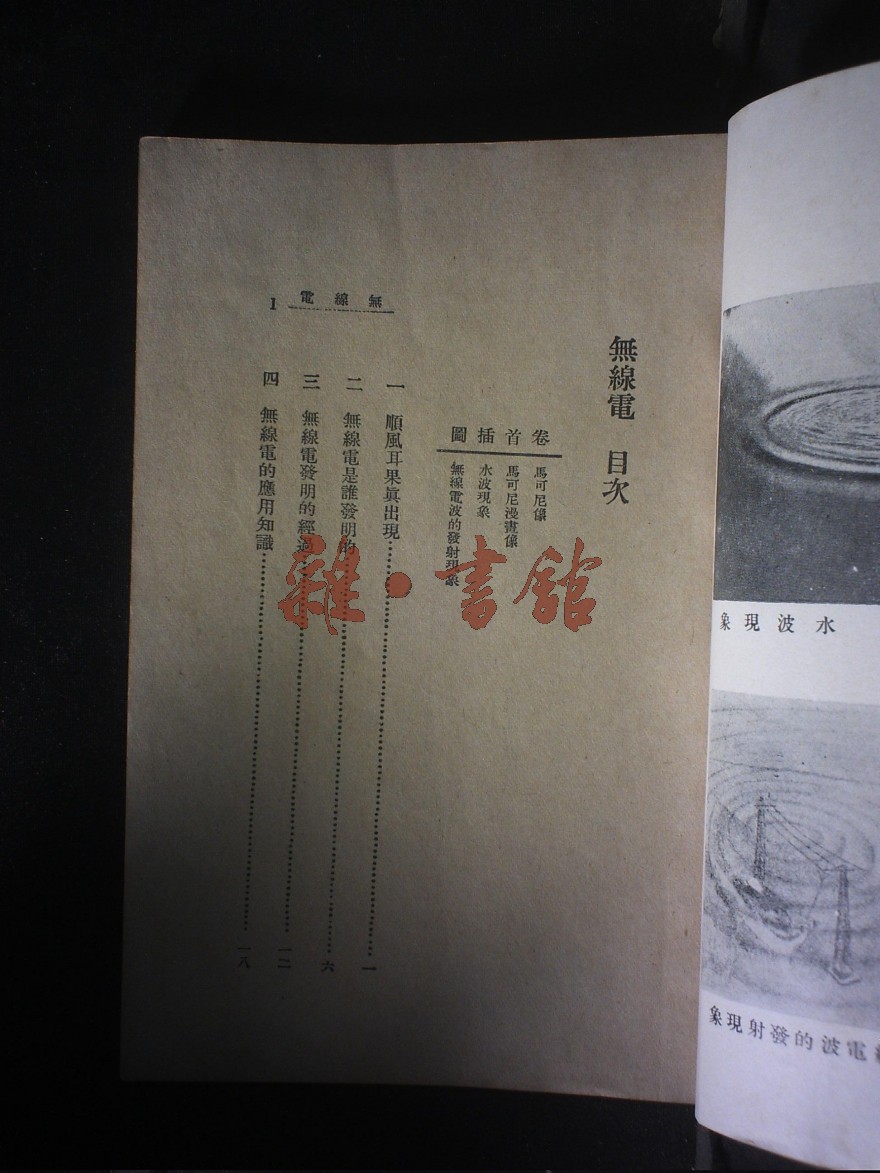 無線電 目次
卷首插圖
馬可尼像
馬可尼漫畫像
水波現象
無線電波的發射現象
一 順風耳果眞出現 一
二 無線電是誰發明的 六
三 無線電發明的經過 一二
四 無線電的應用知識 一八
無線電
1
水波現象
電波的發射現象
雜·書館